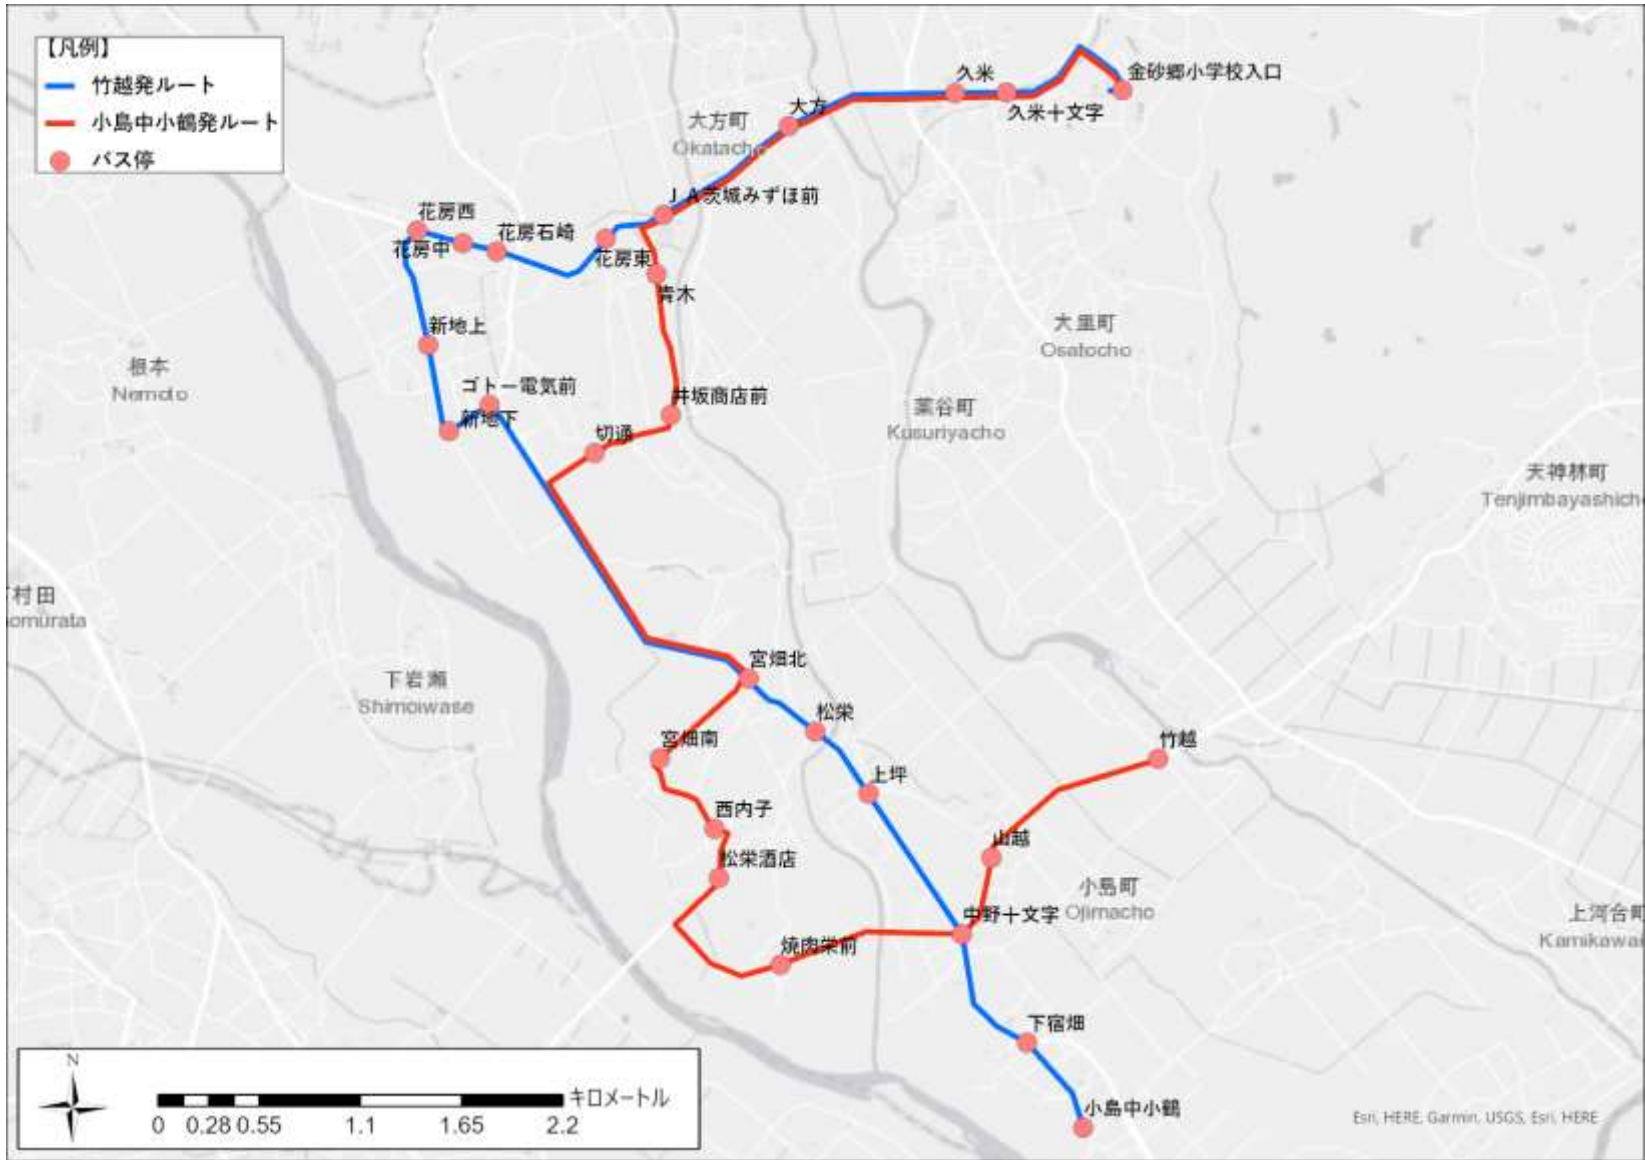 【凡例】
竹越発ルート
小島中小鶴発ルート
バス停
久米
金砂郷小学校入口
久米十文字
大方
大方町
Okatacho
JA茨城みずほ前
花房西
花房中
花房石崎
花房東
青木
新地上
大里町
Osatocho
根本
Nemoto
ゴトー電気前
新地下
井坂商店前
切通
薬谷町
Kusuriyacho
天神林町
Tenjimbayashich
村田
omurata
下岩瀬
Shimoiwase
宮畑北
松栄
宮畑南
竹越
上坪
西内子
松栄酒店
山越
小島町
Ojimacho
中野十文字
焼肉栄前
上河合町
Kamikawai
下宿畑
小島中小鶴
N
キロメートル
0 0.28 0.55 1.1 1.65 2.2
Esri, HERE, Garmin, USGS, Esri, HERE